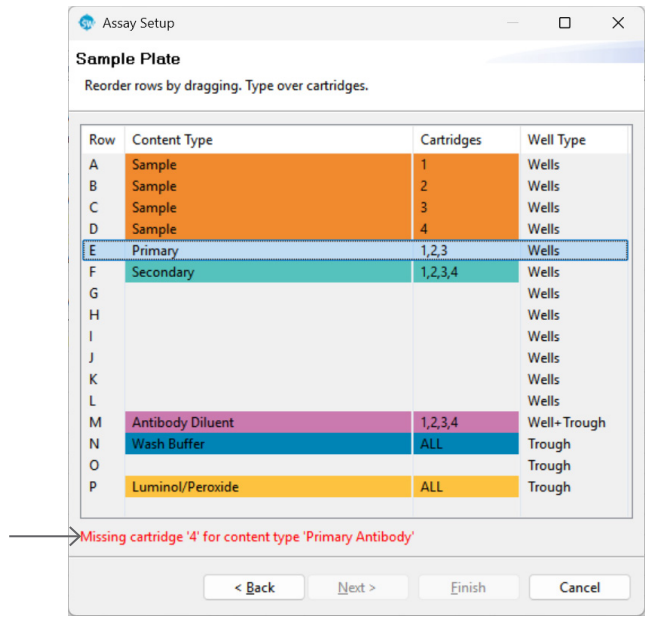 Assay Setup
Sample Plate
Reorder rows by dragging. Type over cartridges.
Row Content Type Cartridges Well Type
A Sample 1 Wells
B Sample 2 Wells
C Sample 3 Wells
D Sample 4 Wells
E Primary 1,2,3 Wells
F Secondary 1,2,3,4 Wells
G Wells
H Wells
I Wells
J Wells
K Wells
L Wells
M Antibody Diluent 1,2,3,4 Well+Trough
N Wash Buffer ALL Trough
O Trough
P Luminol/Peroxide ALL Trough
Missing cartridge '4' for content type 'Primary Antibody'
< Back Next > Finish Cancel